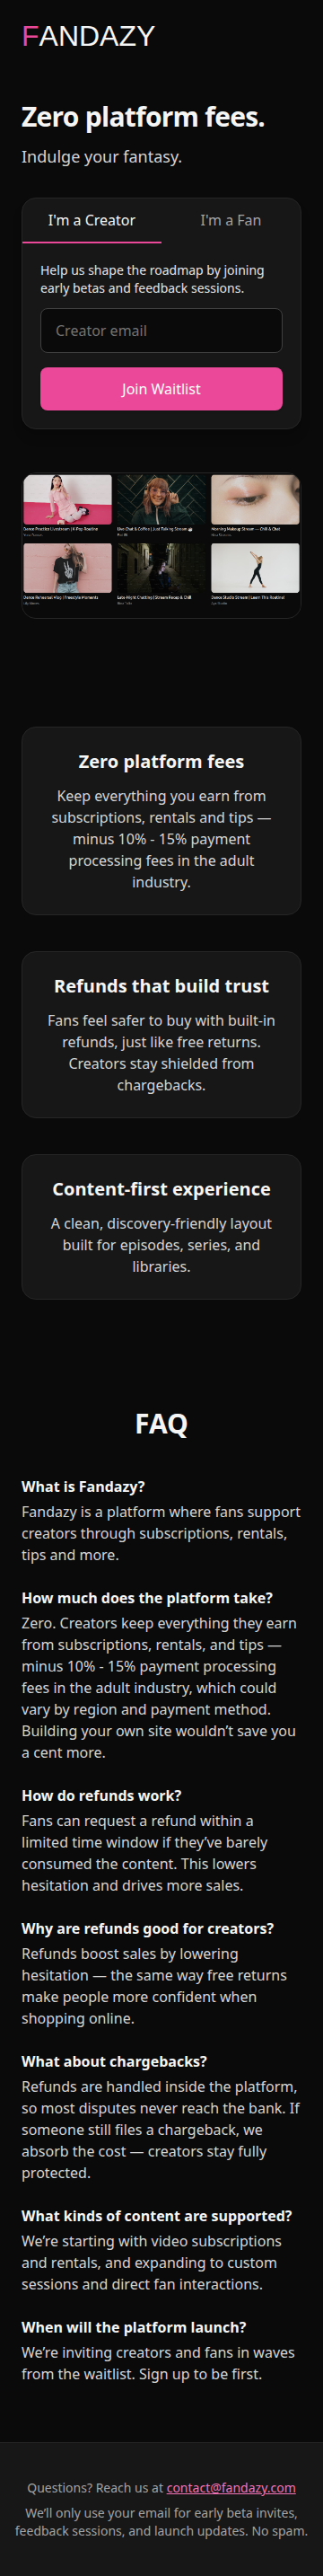 FANDAZY
Zero platform fees.
Indulge your fantasy.
I'm a Creator
I'm a Fan
Help us shape the roadmap by joining
early betas and feedback sessions.
Creator email
Join Waitlist
Dance Practice Livestream | K-Pop Routine
Live Chat & Coffee | Just Talking Stream
Morning Makeup Stream — Chill & Chat
Dance Rehearsal Vlog | Freestyle Moments
Late-Night Chatting | Stream Recap & Chill
Dance Studio Stream | Learn This Routine!
Zero platform fees
Keep everything you earn from
subscriptions, rentals and tips —
minus 10% - 15% payment
processing fees in the adult
industry.
Refunds that build trust
Fans feel safer to buy with built-in
refunds, just like free returns.
Creators stay shielded from
chargebacks.
Content-first experience
A clean, discovery-friendly layout
built for episodes, series, and
libraries.
FAQ
What is Fandazy?
Fandazy is a platform where fans support
creators through subscriptions, rentals,
tips and more.
How much does the platform take?
Zero. Creators keep everything they earn
from subscriptions, rentals, and tips —
minus 10% - 15% payment processing
fees in the adult industry, which could
vary by region and payment method.
Building your own site wouldn’t save you
a cent more.
How do refunds work?
Fans can request a refund within a
limited time window if they’ve barely
consumed the content. This lowers
hesitation and drives more sales.
Why are refunds good for creators?
Refunds boost sales by lowering
hesitation — the same way free returns
make people more confident when
shopping online.
What about chargebacks?
Refunds are handled inside the platform,
so most disputes never reach the bank. If
someone still files a chargeback, we
absorb the cost — creators stay fully
protected.
What kinds of content are supported?
We’re starting with video subscriptions
and rentals, and expanding to custom
sessions and direct fan interactions.
When will the platform launch?
We’re inviting creators and fans in waves
from the waitlist. Sign up to be first.
Questions? Reach us at contact@fandazy.com
We’ll only use your email for early beta invites,
feedback sessions, and launch updates. No spam.